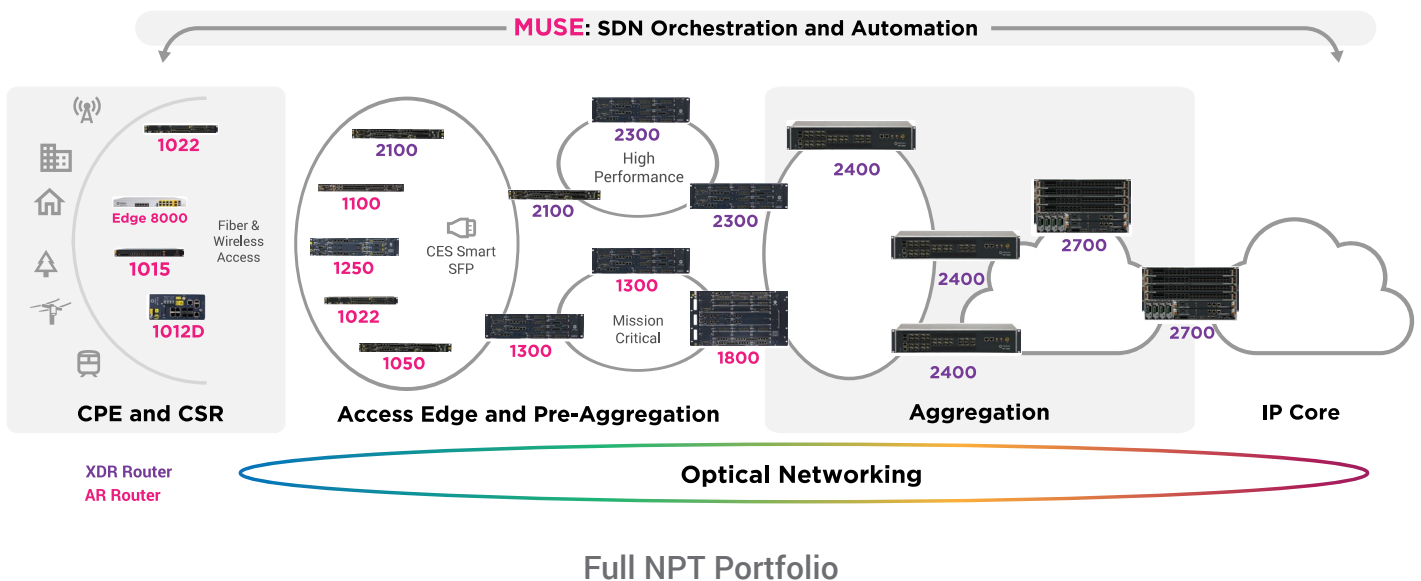 MUSE: SDN Orchestration and Automation
1022
Edge 8000
1015
1012D
Fiber &
Wireless
Access
CPE and CSR
2100
1100
1250
1022
1050
CES Smart
SFP
2100
1300
2300
High
Performance
2300
1300
Mission
Critical
1800
Access Edge and Pre-Aggregation
2400
2400
2400
2700
2700
Aggregation
IP Core
XDR Router
AR Router
Optical Networking
Full NPT Portfolio